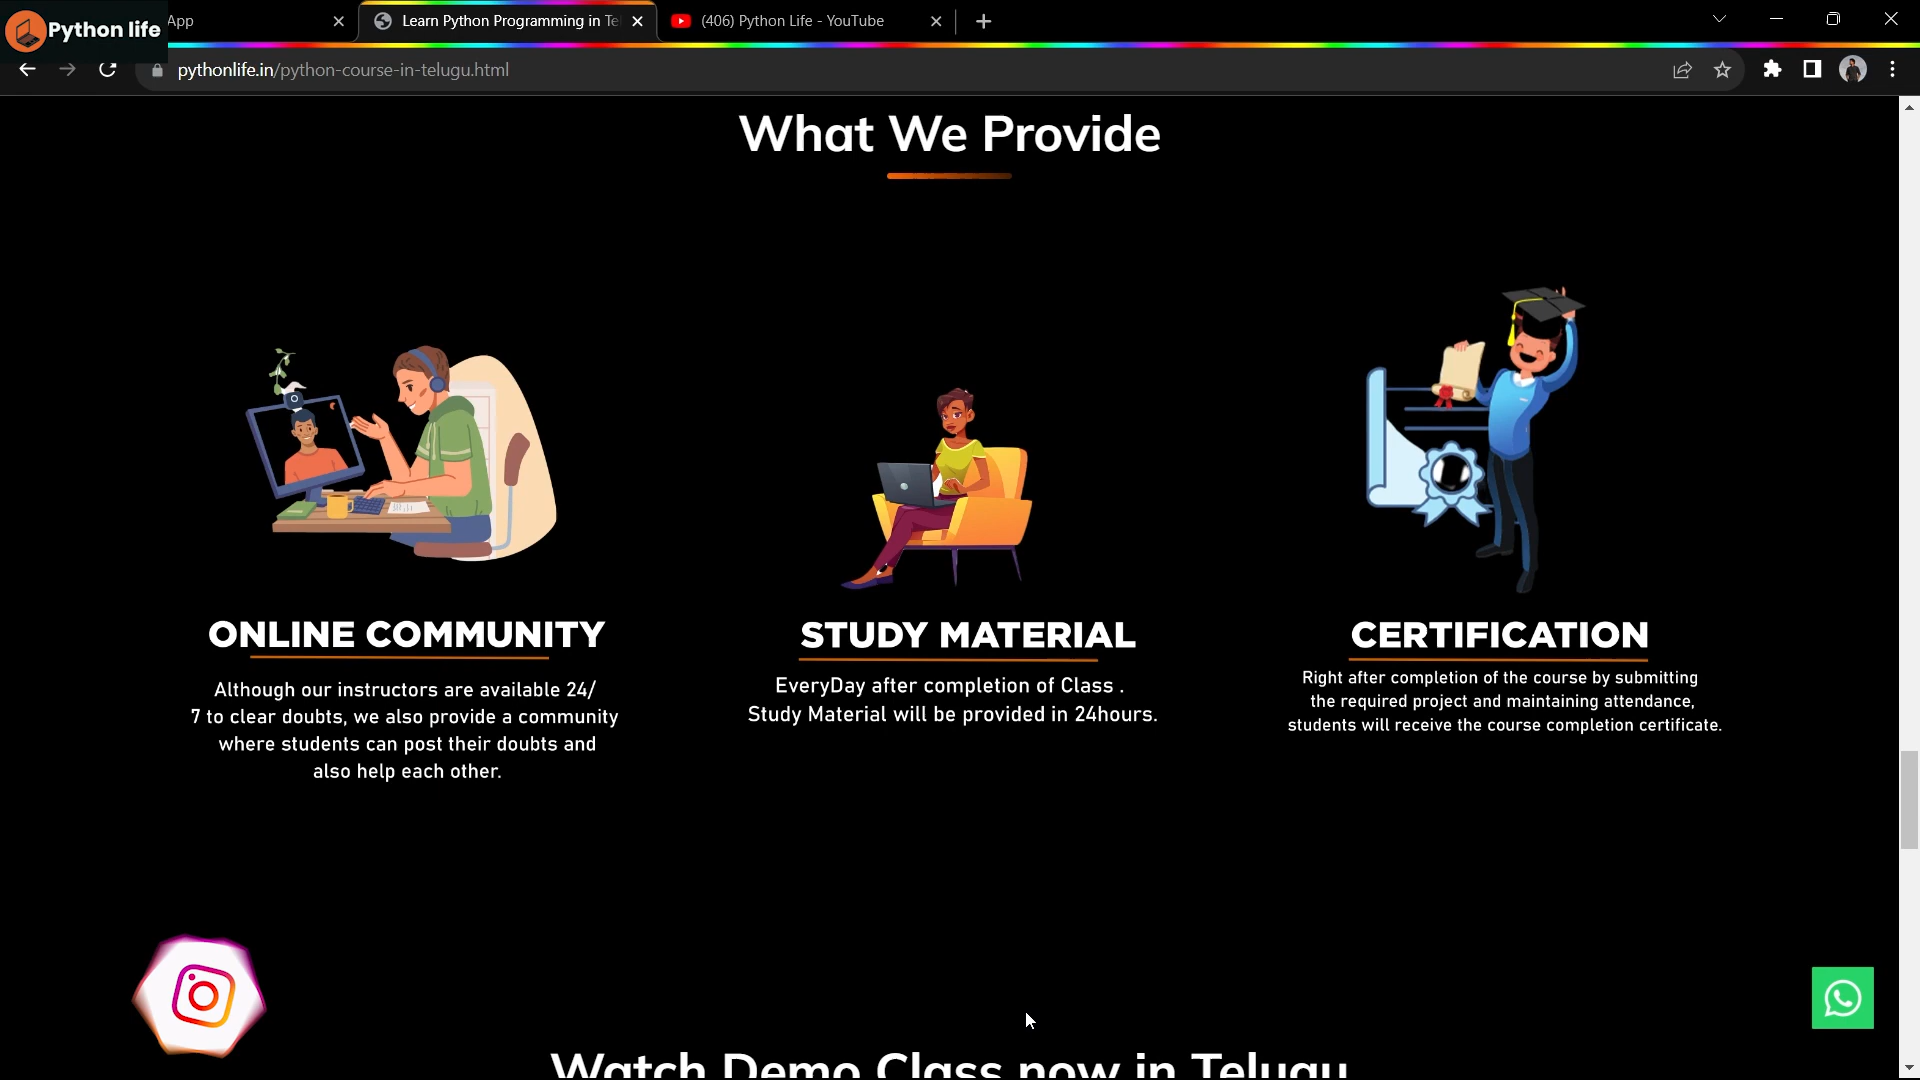 Python life
App
Learn Python Programming in Te
(406) Python Life - YouTube
pythonlife.in/python-course-in-telugu.html
What We Provide
ONLINE COMMUNITY
Although our instructors are available 24/
7 to clear doubts, we also provide a community
where students can post their doubts and
also help each other.
STUDY MATERIAL
EveryDay after completion of Class .
Study Material will be provided in 24hours.
CERTIFICATION
Right after completion of the course by submitting
the required project and maintaining attendance,
students will receive the course completion certificate.
Watch Demo Class now in Telugu